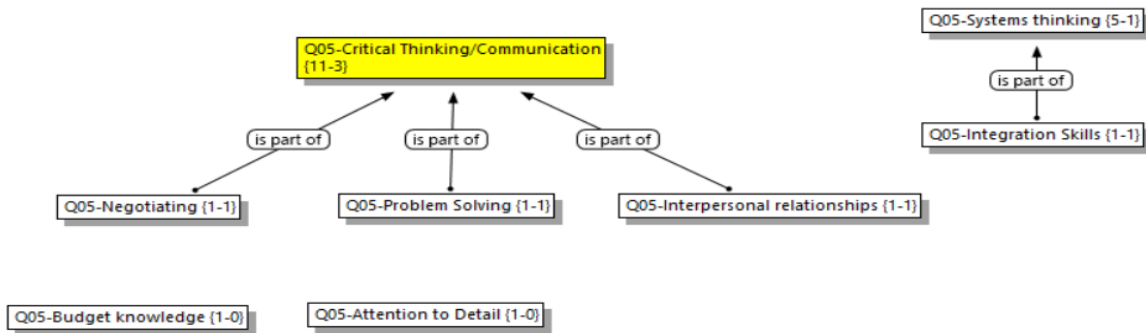 Q05-Systems thinking {5-1}
Q05-Critical Thinking/Communication
{11-3}
is part of
is part of
is part of
is part of
Q05-Integration Skills {1-1}
Q05-Negotiating {1-1}
Q05-Problem Solving {1-1}
Q05-Interpersonal relationships {1-1}
Q05-Budget knowledge {1-0}
Q05-Attention to Detail {1-0}